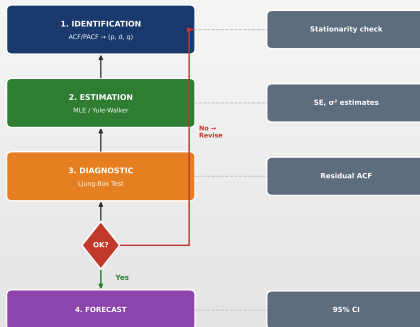 1. IDENTIFICATION
ACF/PACF → (p, d, q)
Stationarity check
2. ESTIMATION
MLE / Yule-Walker
SE, σ² estimates
No →
Revise
3. DIAGNOSTIC
Ljung-Box Test
Residual ACF
OK?
Yes
4. FORECAST
95% CI